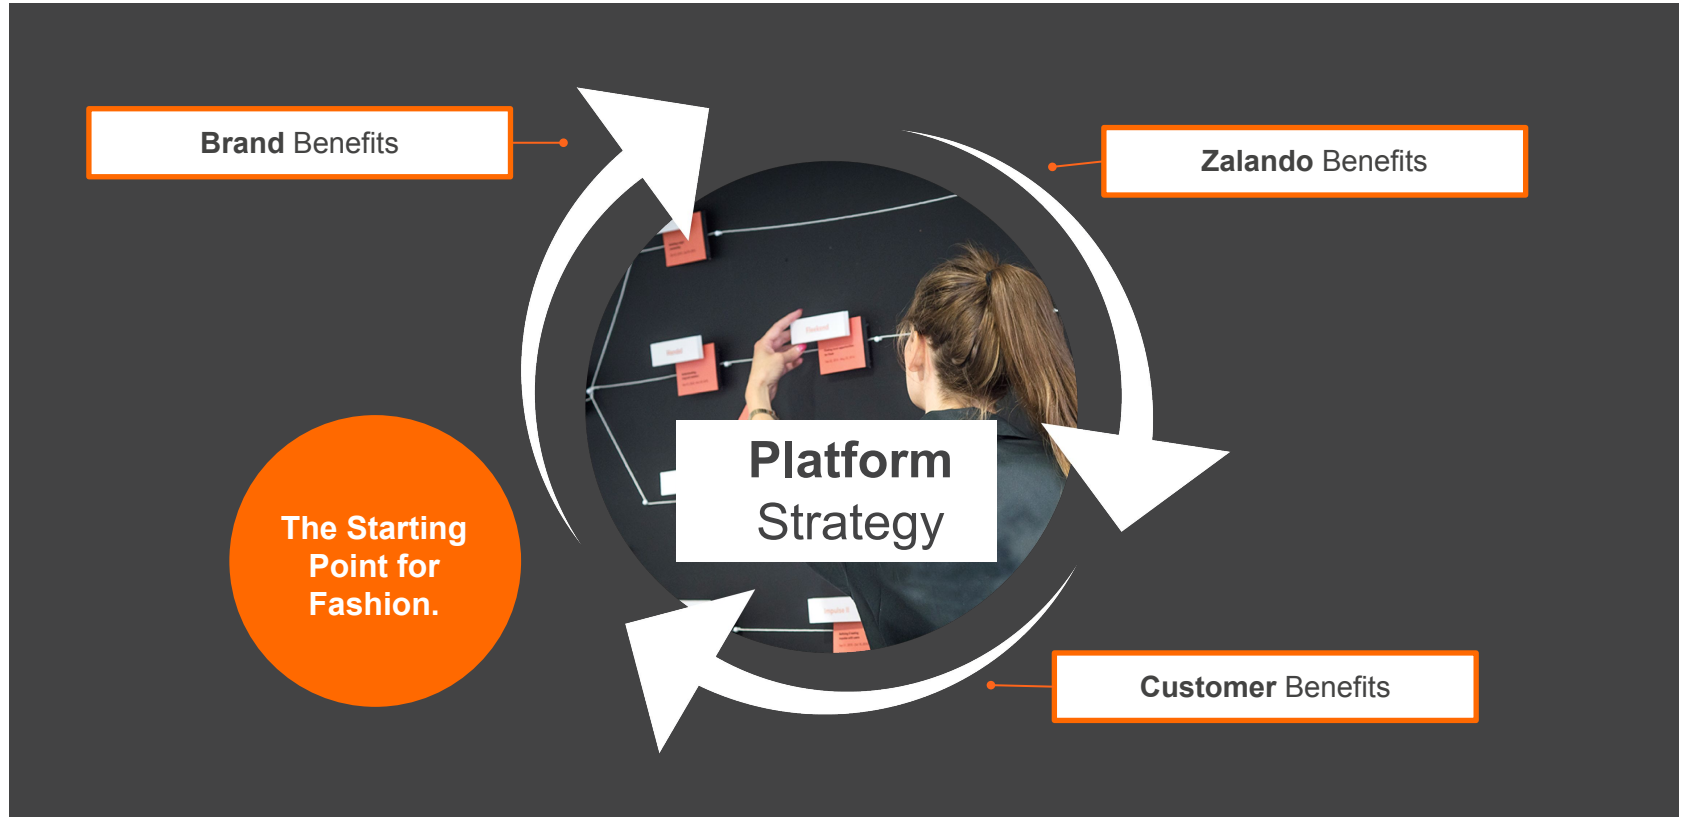 Brand Benefits
Zalando Benefits
Platform
Strategy
The Starting
Point for
Fashion.
Customer Benefits